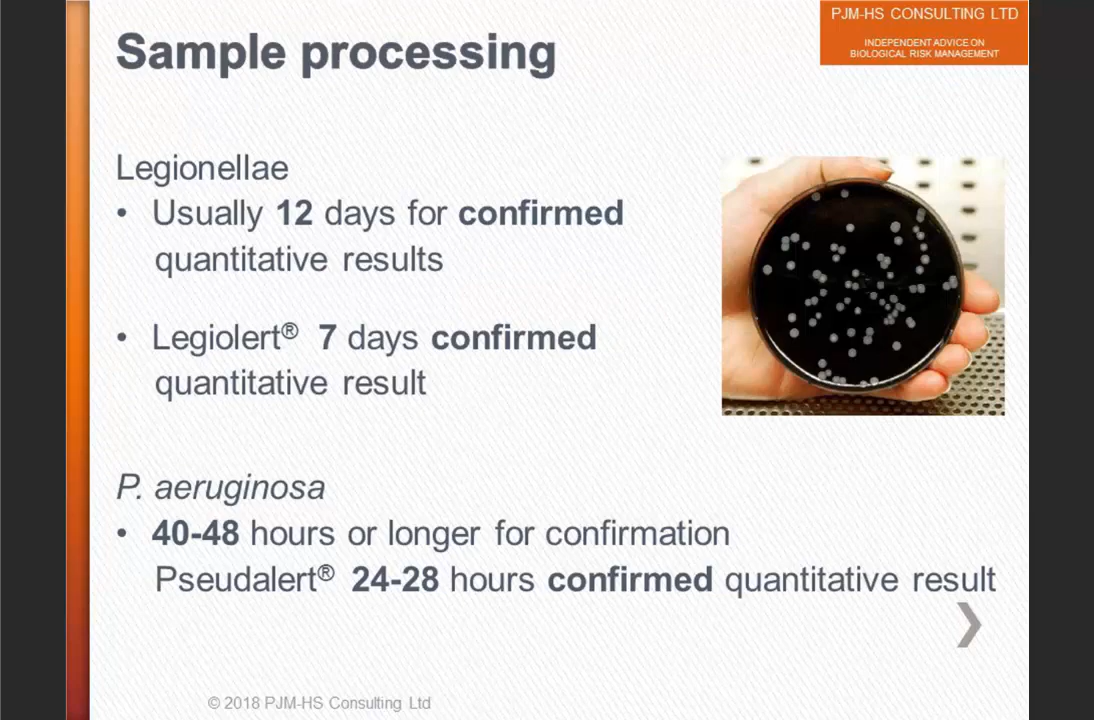 PJM-HS CONSULTING LTD
INDEPENDENT ADVICE ON
BIOLOGICAL RISK MANAGEMENT
Sample processing
Legionellae
• Usually 12 days for confirmed
quantitative results
• Legiolert® 7 days confirmed
quantitative result
P. aeruginosa
• 40-48 hours or longer for confirmation
Pseudalert® 24-28 hours confirmed quantitative result
© 2018 PJM-HS Consulting Ltd